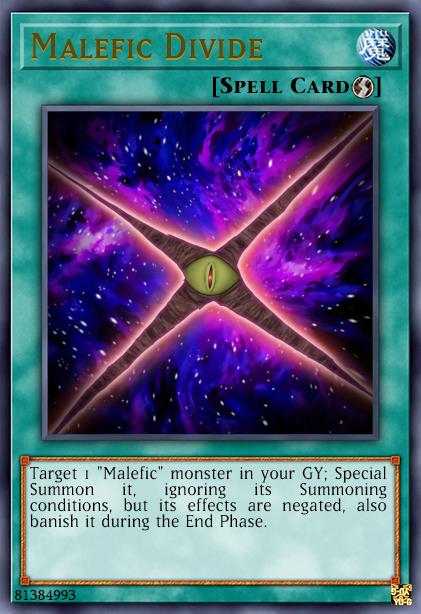 Malefic Divide
魔
[Spell Card]
Target 1 "Malefic" monster in your GY; Special
Summon it, ignoring its Summoning
conditions, but its effects are negated, also
banish it during the End Phase.
81384993